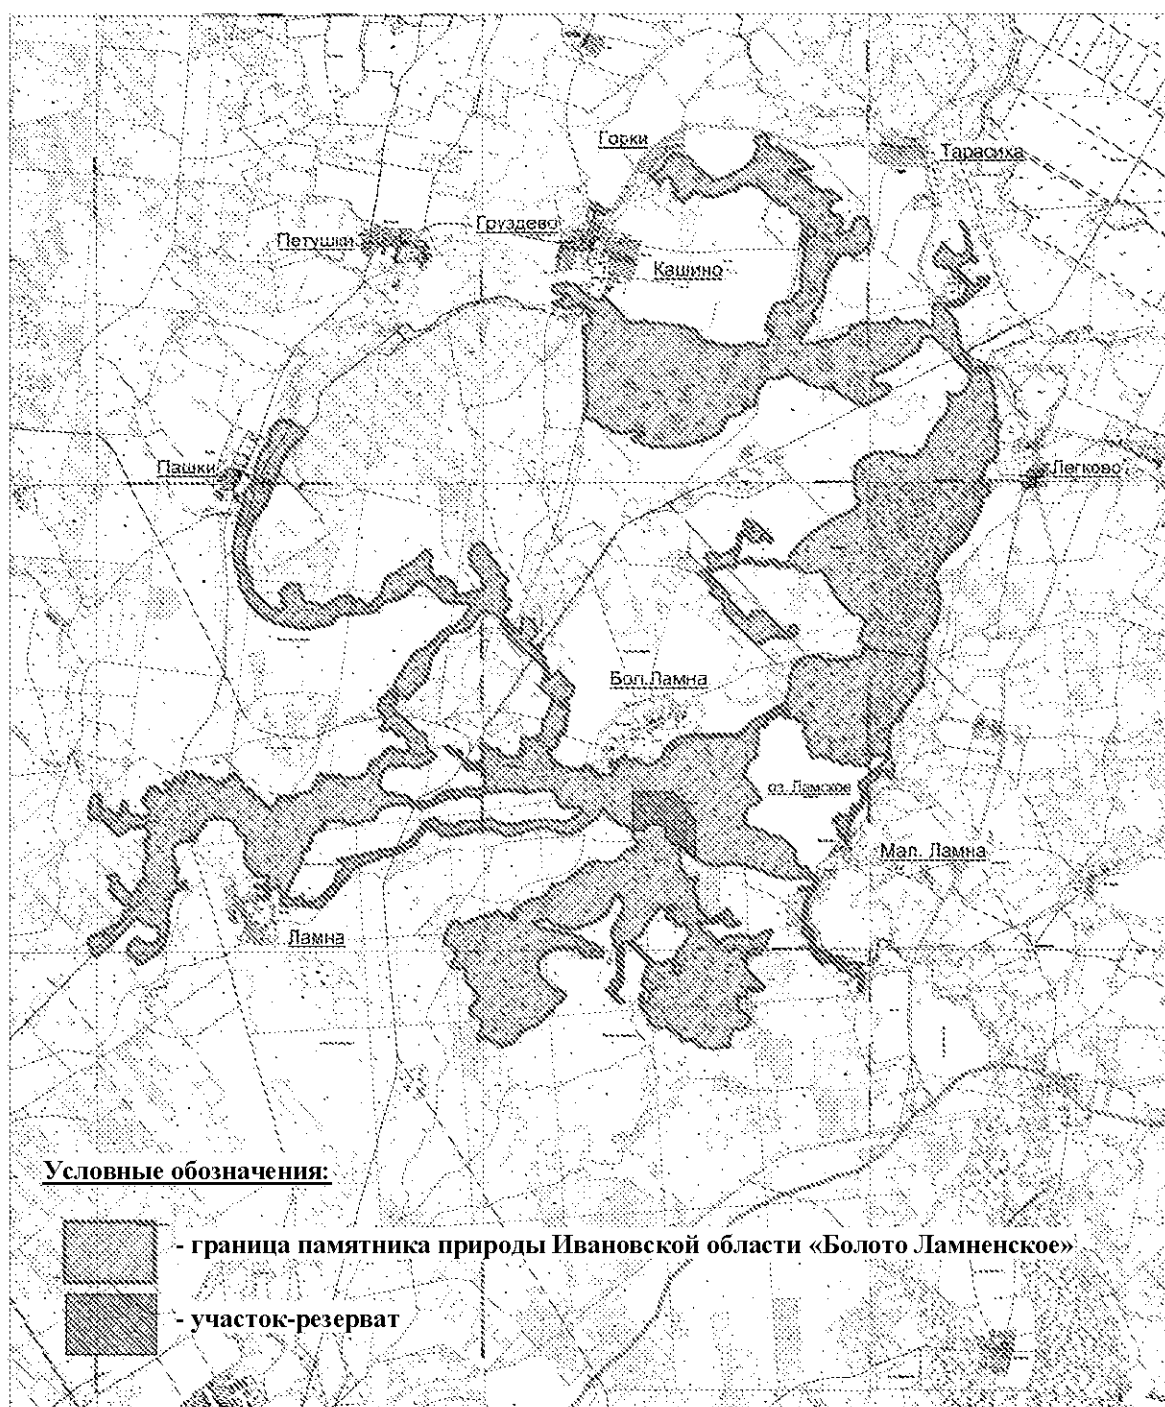 Горки
Тарасиха
Груздево
Петушки
Кашино
Пашки
Легково
Бол. Ламна
оз. Ламское
Мал. Ламна
Ламна
Условные обозначения:
- граница памятника природы Ивановской области «Болото Ламненское»
- участок-резерват